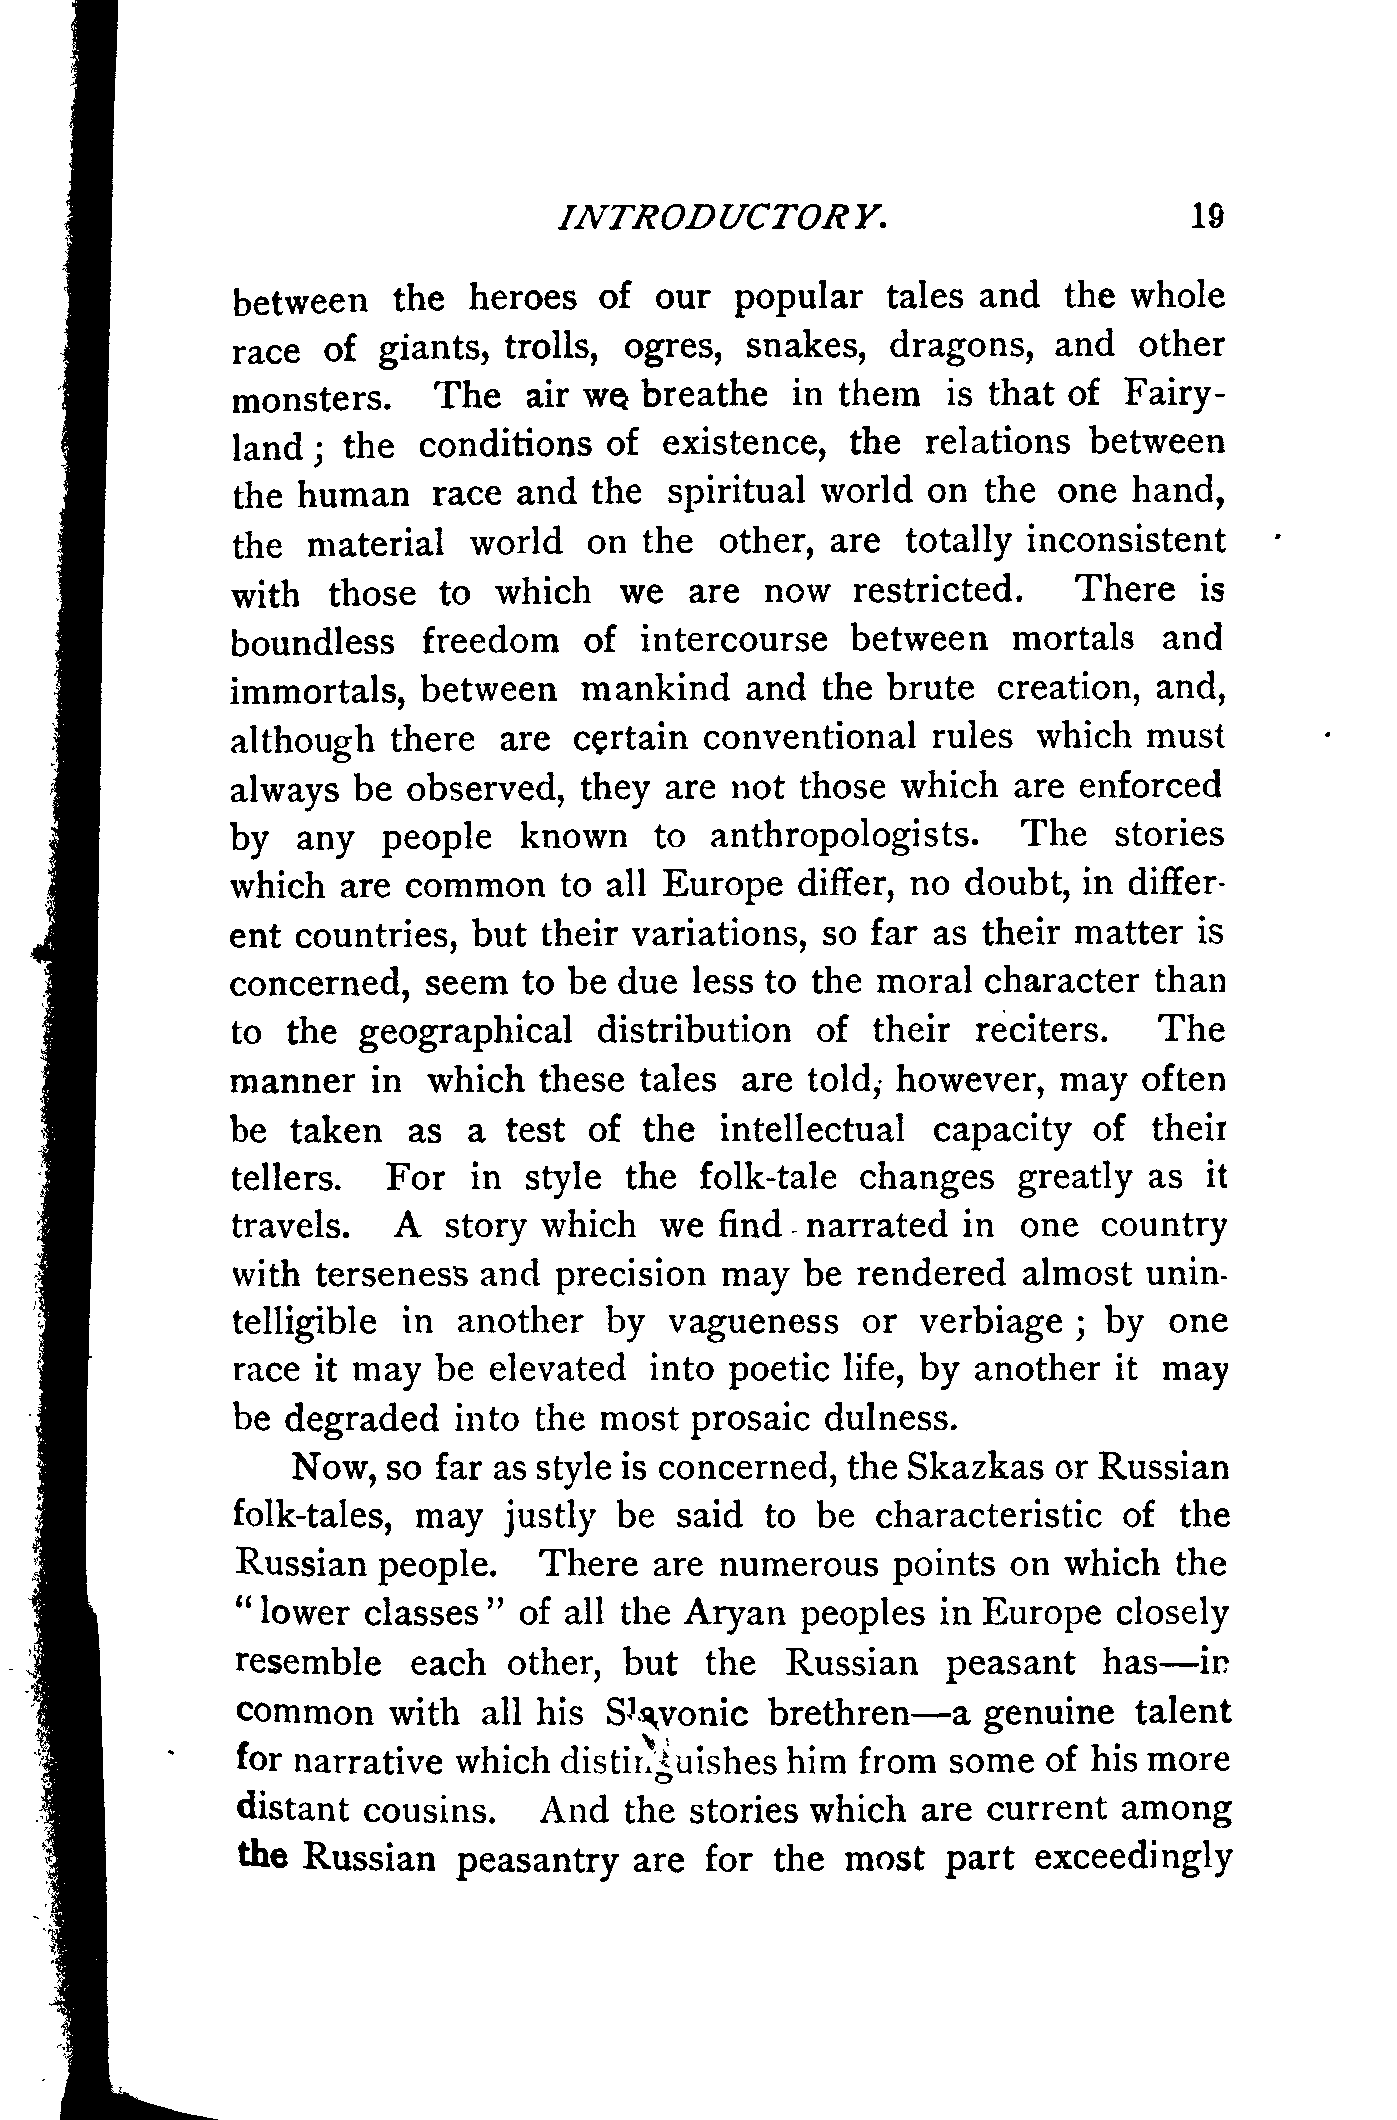 INTRODUCTORY. 19
between the heroes of our popular tales and the whole
race of giants, trolls, ogres, snakes, dragons, and other
monsters. The air we breathe in them is that of Fairy-
land ; the conditions of existence, the relations between
the human race and the spiritual world on the one hand,
the material world on the other, are totally inconsistent
with those to which we are now restricted. There is
boundless freedom of intercourse between mortals and
immortals, between mankind and the brute creation, and,
although there are certain conventional rules which must
always be observed, they are not those which are enforced
by any people known to anthropologists. The stories
which are common to all Europe differ, no doubt, in differ-
ent countries, but their variations, so far as their matter is
concerned, seem to be due less to the moral character than
to the geographical distribution of their reciters. The
manner in which these tales are told, however, may often
be taken as a test of the intellectual capacity of their
tellers. For in style the folk-tale changes greatly as it
travels. A story which we find narrated in one country
with terseness and precision may be rendered almost unin-
telligible in another by vagueness or verbiage ; by one
race it may be elevated into poetic life, by another it may
be degraded into the most prosaic dulness.
Now, so far as style is concerned, the Skazkas or Russian
folk-tales, may justly be said to be characteristic of the
Russian people. There are numerous points on which the
“ lower classes ” of all the Aryan peoples in Europe closely
resemble each other, but the Russian peasant has—in
common with all his Slavonic brethren—a genuine talent
for narrative which distinguishes him from some of his more
distant cousins. And the stories which are current among
the Russian peasantry are for the most part exceedingly